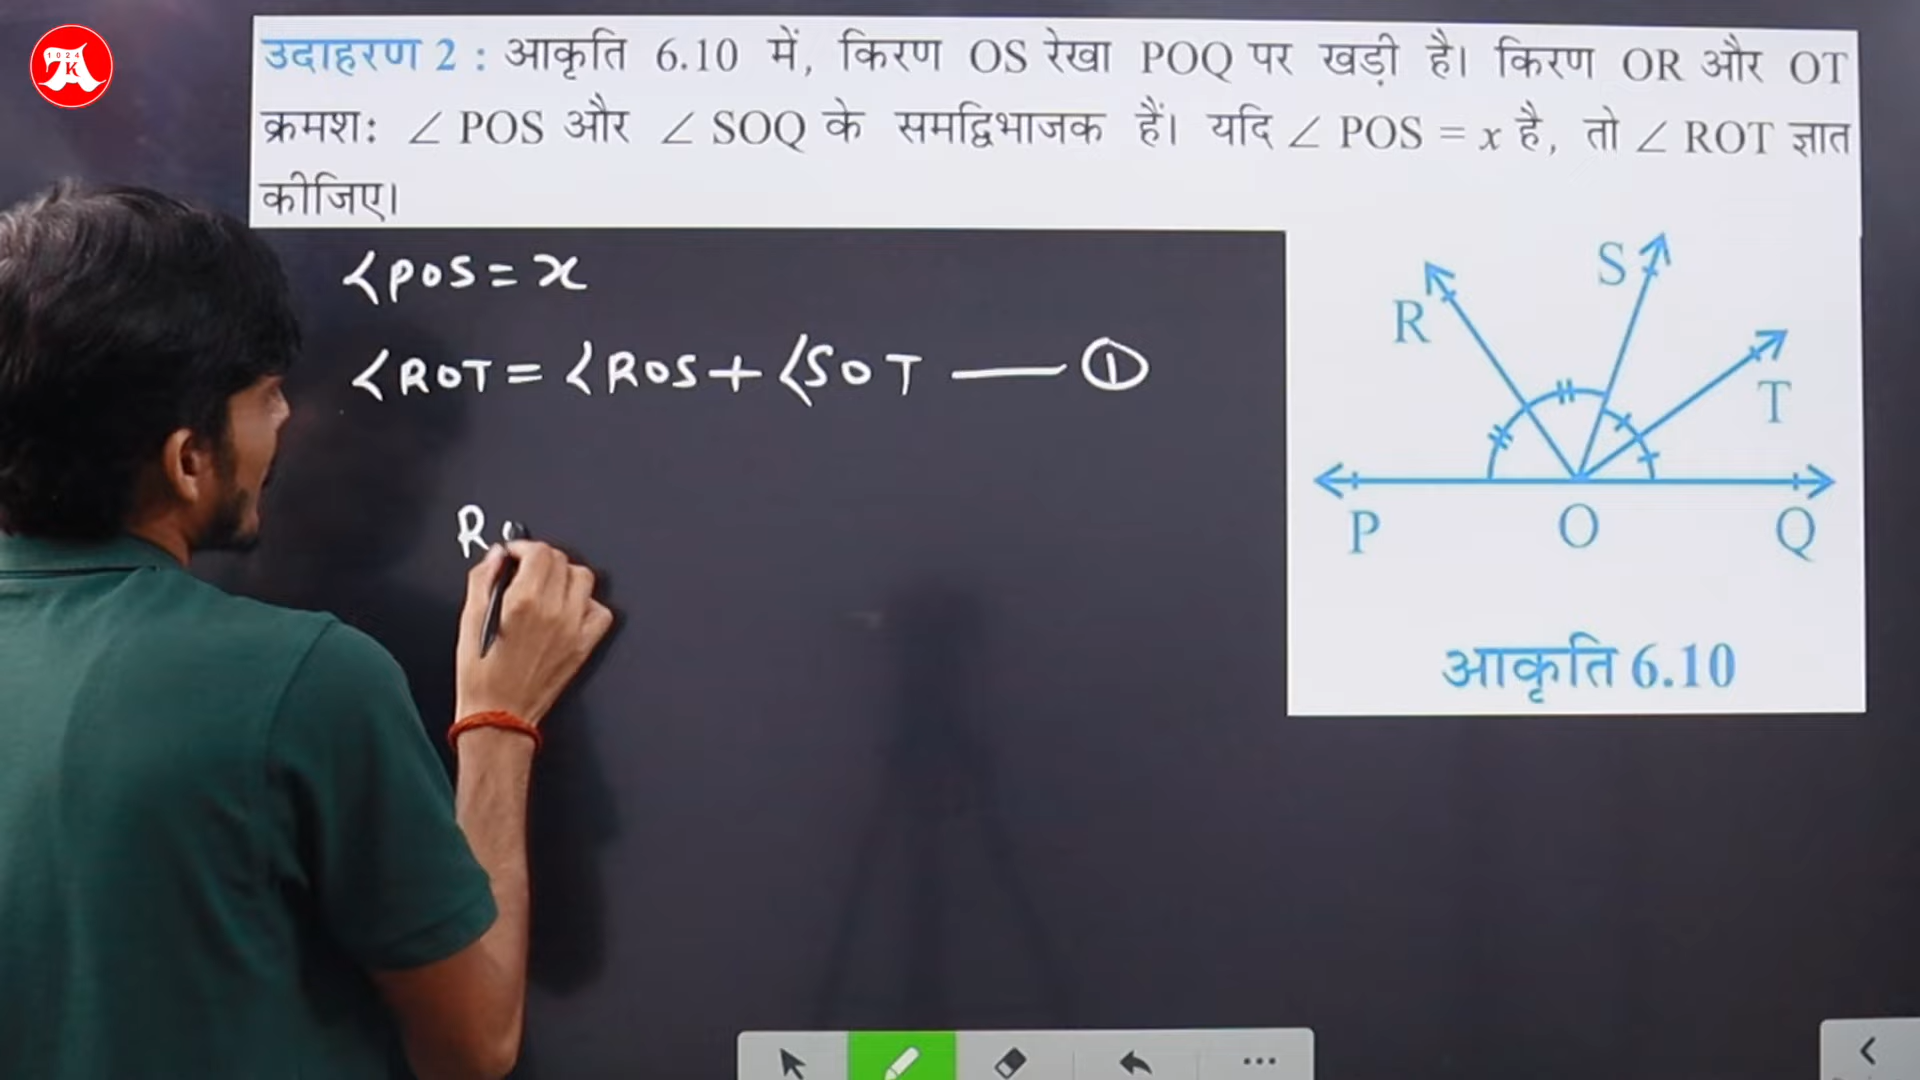 1024
π K
उदाहरण 2 : आकृति 6.10 में, किरण OS रेखा POQ पर खड़ी है। किरण OR और OT
क्रमशः ∠ POS और ∠ SOQ के समद्विभाजक हैं। यदि ∠ POS = x है, तो ∠ ROT ज्ञात
कीजिए।
∠POS = x
∠ROT = ∠ROS + ∠SOT — ①
R o
S
R
T
P O Q
आकृति 6.10